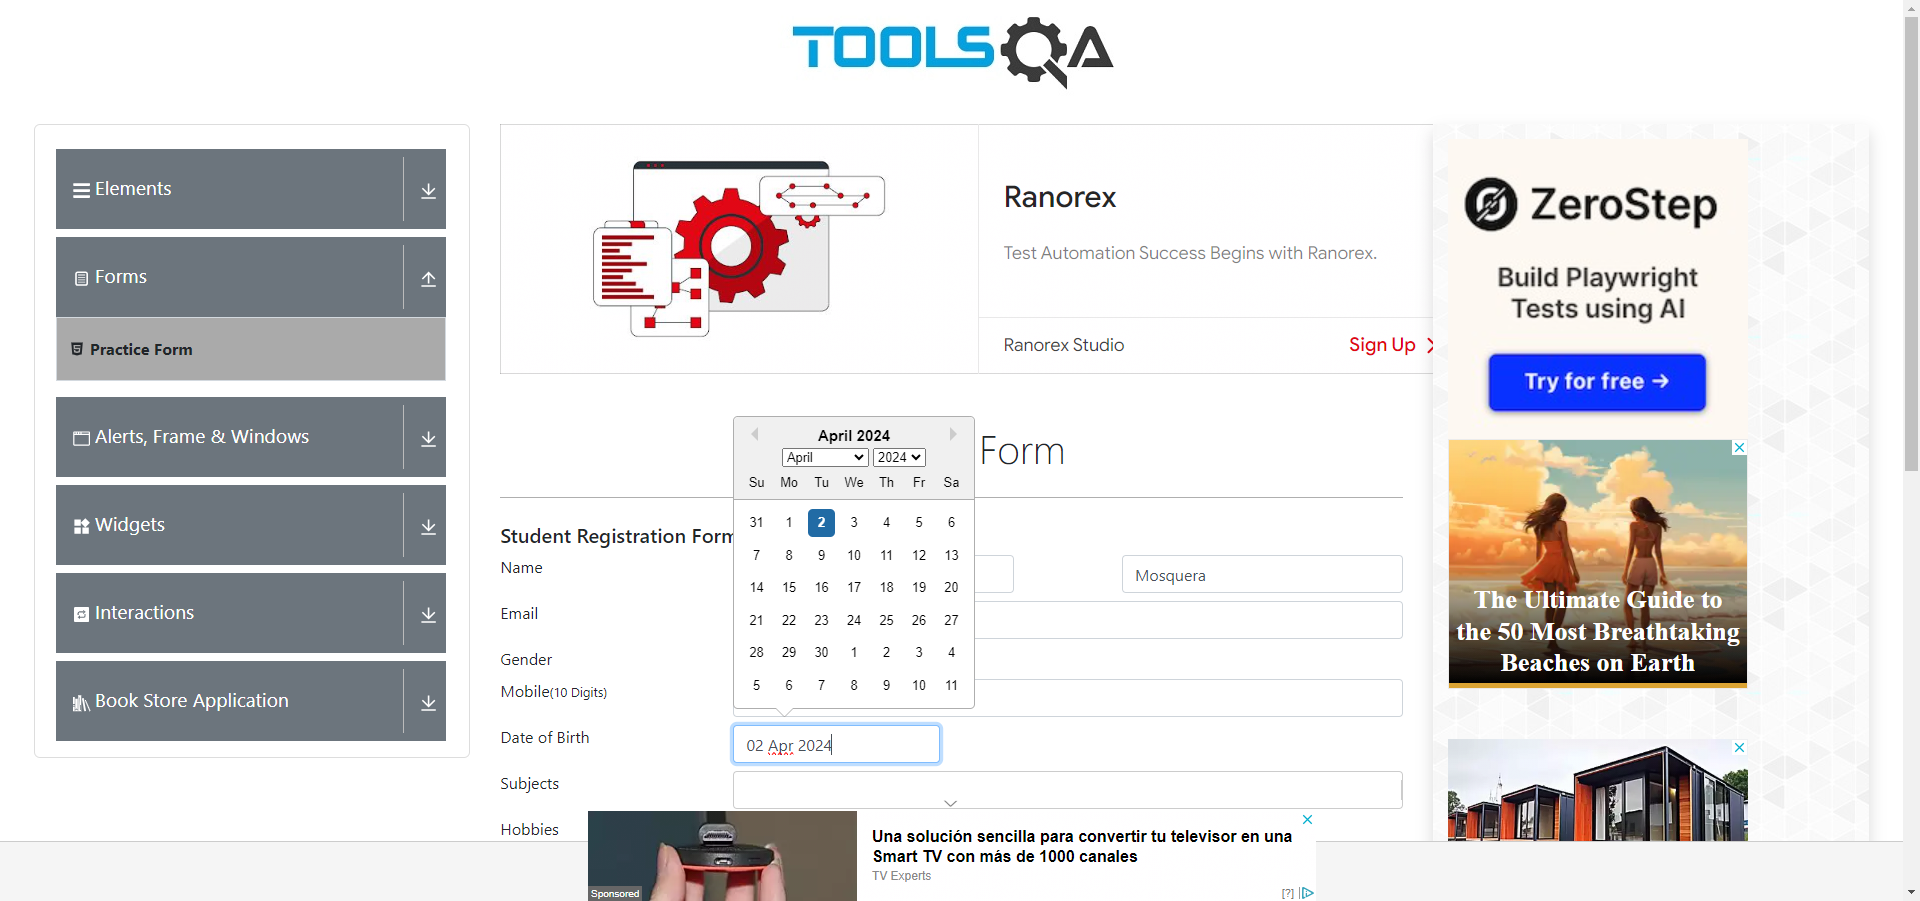 TOOLSQA
Elements
Forms
Practice Form
Alerts, Frame & Windows
Widgets
Interactions
Book Store Application
Ranorex
Test Automation Success Begins with Ranorex.
Ranorex Studio
Sign Up
Form
Student Registration Form
Name
Mosquera
Email
Gender
Mobile(10 Digits)
Date of Birth
02 Apr 2024
Subjects
Hobbies
April 2024
April 2024
Su Mo Tu We Th Fr Sa
31 1 2 3 4 5 6
7 8 9 10 11 12 13
14 15 16 17 18 19 20
21 22 23 24 25 26 27
28 29 30 1 2 3 4
5 6 7 8 9 10 11
ZeroStep
Build Playwright
Tests using AI
Try for free →
The Ultimate Guide to
the 50 Most Breathtaking
Beaches on Earth
Una solución sencilla para convertir tu televisor en una
Smart TV con más de 1000 canales
TV Experts
Sponsored
[?]